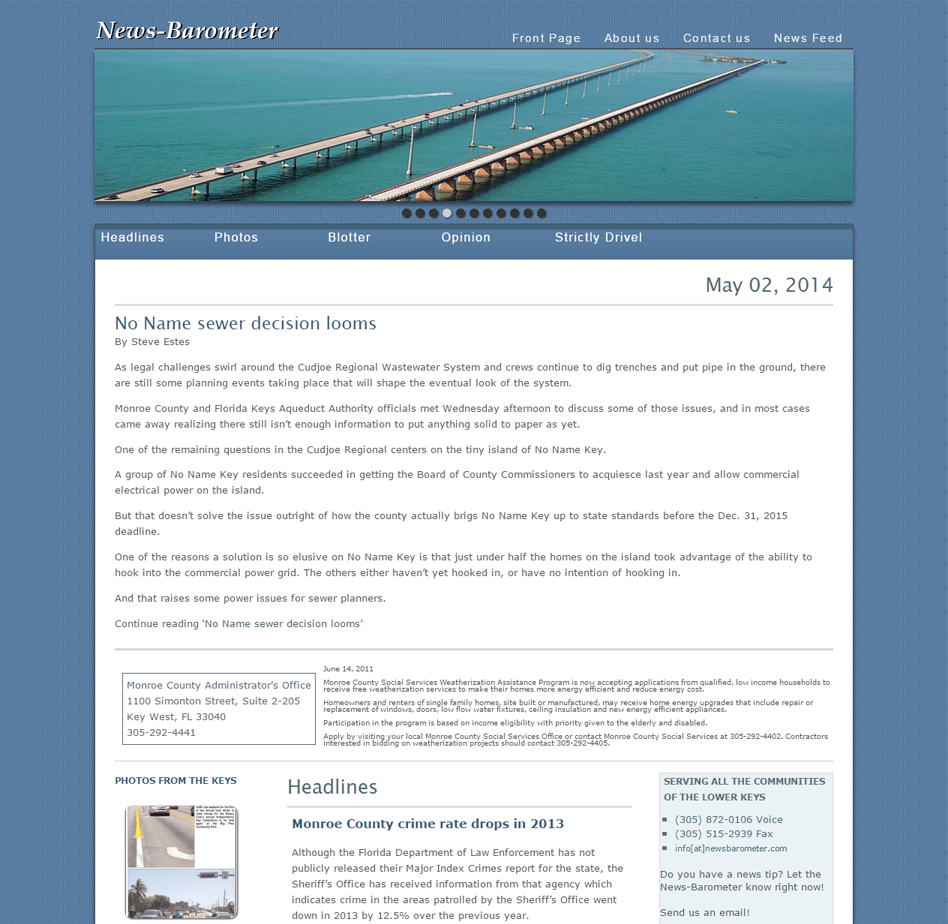 News-Barometer
Front Page About us Contact us News Feed
Headlines Photos Blotter Opinion Strictly Drivel
May 02, 2014
No Name sewer decision looms
By Steve Estes
As legal challenges swirl around the Cudjoe Regional Wastewater System and crews continue to dig trenches and put pipe in the ground, there
are still some planning events taking place that will shape the eventual look of the system.
Monroe County and Florida Keys Aqueduct Authority officials met Wednesday afternoon to discuss some of those issues, and in most cases
came away realizing there still isn’t enough information to put anything solid to paper as yet.
One of the remaining questions in the Cudjoe Regional centers on the tiny island of No Name Key.
A group of No Name Key residents succeeded in getting the Board of County Commissioners to acquiesce last year and allow commercial
electrical power on the island.
But that doesn’t solve the issue outright of how the county actually brigs No Name Key up to state standards before the Dec. 31, 2015
deadline.
One of the reasons a solution is so elusive on No Name Key is that just under half the homes on the island took advantage of the ability to
hook into the commercial power grid. The others either haven’t yet hooked in, or have no intention of hooking in.
And that raises some power issues for sewer planners.
Continue reading ‘No Name sewer decision looms’
Monroe County Administrator's Office
1100 Simonton Street, Suite 2-205
Key West, FL 33040
305-292-4441
June 14, 2011
Monroe County Social Services Weatherization Assistance Program is now accepting applications from qualified, low income households to
receive free weatherization services to make their homes more energy efficient and reduce energy cost.
Homeowners and renters of single family homes, site built or manufactured, may receive home energy upgrades that include repair or
replacement of windows, doors, low flow water fixtures, ceiling insulation and new energy efficient appliances.
Participation in the program is based on income eligibility with priority given to the elderly and disabled.
Apply by visiting your local Monroe County Social Services Office or contact Monroe County Social Services at 305-292-4402. Contractors
interested in bidding on weatherization projects should contact 305-292-4405.
PHOTOS FROM THE KEYS
Headlines
Monroe County crime rate drops in 2013
Although the Florida Department of Law Enforcement has not
publicly released their Major Index Crimes report for the state, the
Sheriff’s Office has received information from that agency which
indicates crime in the areas patrolled by the Sheriff’s Office went
down in 2013 by 12.5% over the previous year.
SERVING ALL THE COMMUNITIES
OF THE LOWER KEYS
(305) 872-0106 Voice
(305) 515-2939 Fax
info[at]newsbarometer.com
Do you have a news tip? Let the
News-Barometer know right now!
Send us an email!